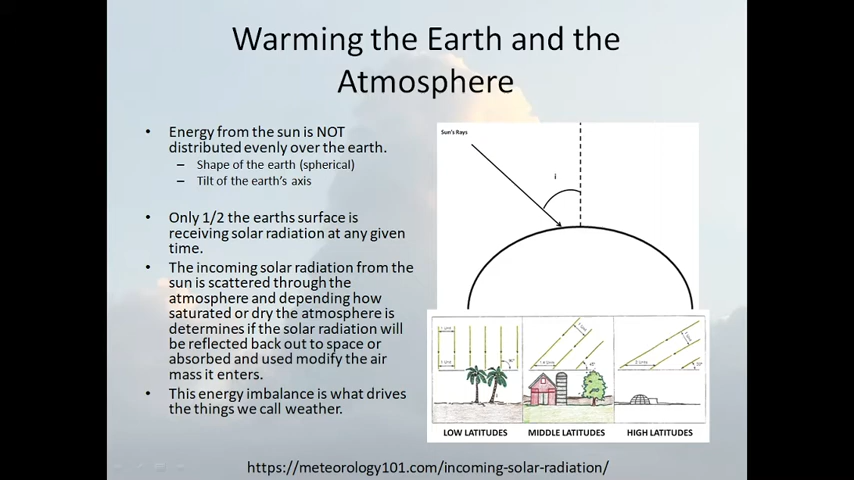 Warming the Earth and the
Atmosphere
• Energy from the sun is NOT
distributed evenly over the earth.
– Shape of the earth (spherical)
– Tilt of the earth's axis
• Only 1/2 the earths surface is
receiving solar radiation at any given
time.
• The incoming solar radiation from the
sun is scattered through the
atmosphere and depending how
saturated or dry the atmosphere is
determines if the solar radiation will
be reflected back out to space or
absorbed and used modify the air
mass it enters.
• This energy imbalance is what drives
the things we call weather.
Sun's Rays
i
1 Unit
LOW LATITUDES
MIDDLE LATITUDES
HIGH LATITUDES
https://meteorology101.com/incoming-solar-radiation/